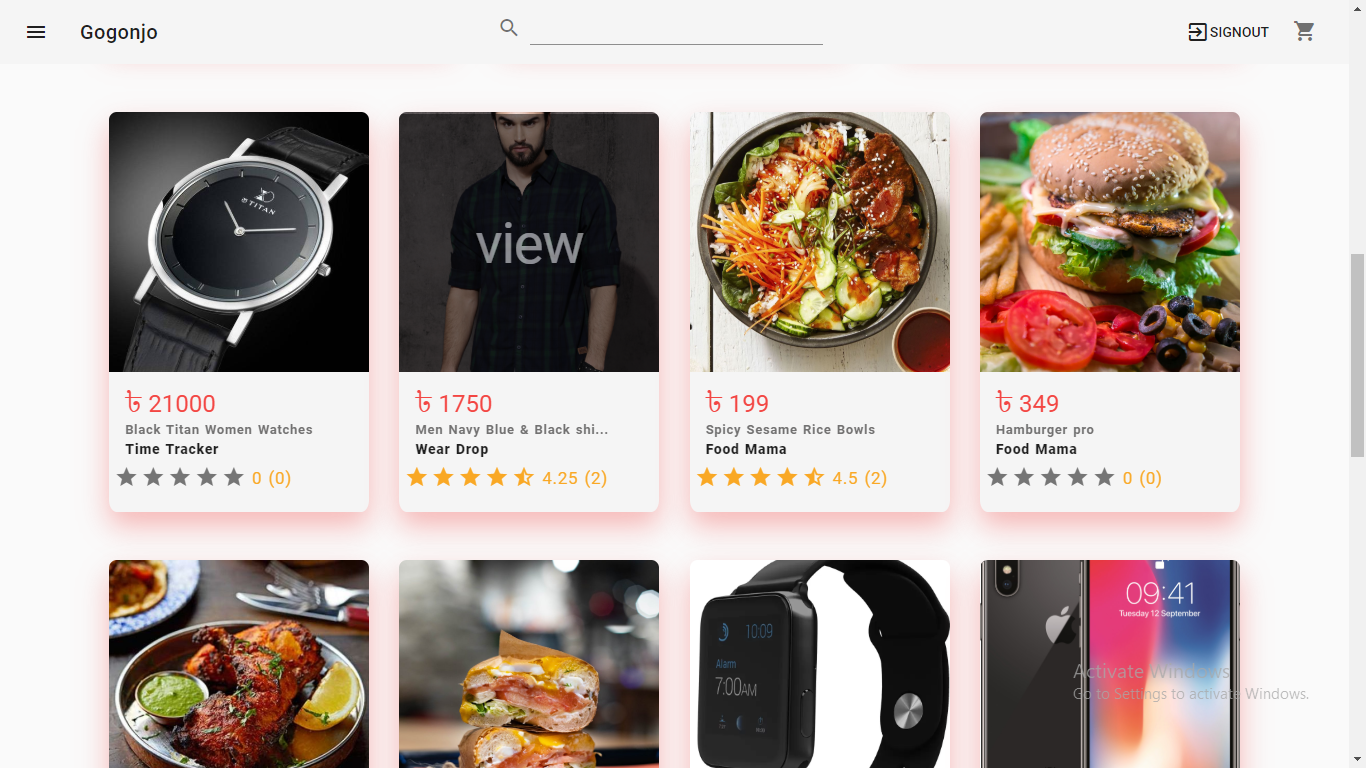 Gogonjo
SIGNOUT
TITAN
view
৳ 21000
Black Titan Women Watches
Time Tracker
0 (0)
৳ 1750
Men Navy Blue & Black shi...
Wear Drop
4.25 (2)
৳ 199
Spicy Sesame Rice Bowls
Food Mama
4.5 (2)
৳ 349
Hamburger pro
Food Mama
0 (0)
10:09
Alarm
7:00AM
09:41
Tuesday 12 September
Activate Windows
Go to Settings to activate Windows.